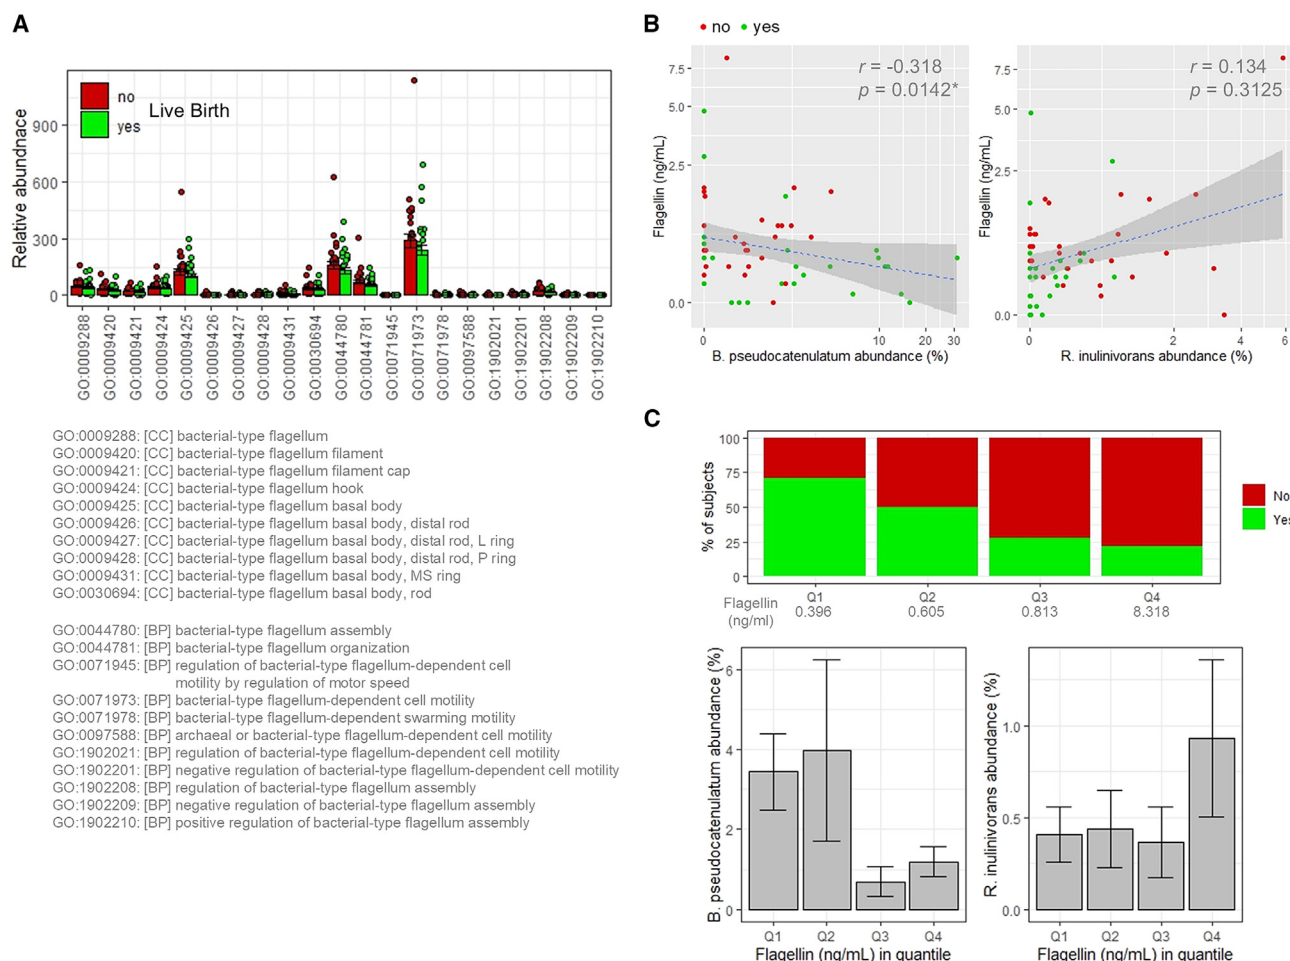 A
Relative abundnace
900
600
300
0
no
yes
Live Birth
GO:0009288
GO:0009420
GO:0009421
GO:0009424
GO:0009425
GO:0009426
GO:0009427
GO:0009428
GO:0009431
GO:0030694
GO:0044780
GO:0044781
GO:0071945
GO:0071973
GO:0071978
GO:0097588
GO:1902021
GO:1902201
GO:1902208
GO:1902209
GO:1902210
GO:0009288: [CC] bacterial-type flagellum
GO:0009420: [CC] bacterial-type flagellum filament
GO:0009421: [CC] bacterial-type flagellum filament cap
GO:0009424: [CC] bacterial-type flagellum hook
GO:0009425: [CC] bacterial-type flagellum basal body
GO:0009426: [CC] bacterial-type flagellum basal body, distal rod
GO:0009427: [CC] bacterial-type flagellum basal body, distal rod, L ring
GO:0009428: [CC] bacterial-type flagellum basal body, distal rod, P ring
GO:0009431: [CC] bacterial-type flagellum basal body, MS ring
GO:0030694: [CC] bacterial-type flagellum basal body, rod
GO:0044780: [BP] bacterial-type flagellum assembly
GO:0044781: [BP] bacterial-type flagellum organization
GO:0071945: [BP] regulation of bacterial-type flagellum-dependent cell
motility by regulation of motor speed
GO:0071973: [BP] bacterial-type flagellum-dependent cell motility
GO:0071978: [BP] bacterial-type flagellum-dependent swarming motility
GO:0097588: [BP] archaeal or bacterial-type flagellum-dependent cell motility
GO:1902021: [BP] regulation of bacterial-type flagellum-dependent cell motility
GO:1902201: [BP] negative regulation of bacterial-type flagellum-dependent cell motility
GO:1902208: [BP] regulation of bacterial-type flagellum assembly
GO:1902209: [BP] negative regulation of bacterial-type flagellum assembly
GO:1902210: [BP] positive regulation of bacterial-type flagellum assembly
B
no yes
Flagellin (ng/mL)
7.5
5.0
2.5
0.0
r = -0.318
p = 0.0142*
0 10 20 30
B. pseudocatenulatum abundance (%)
Flagellin (ng/mL)
7.5
5.0
2.5
0.0
r = 0.134
p = 0.3125
0 2 4 6
R. inulinivorans abundance (%)
C
% of subjects
100
75
50
25
0
No
Yes
Q1 Q2 Q3 Q4
Flagellin 0.396 0.605 0.813 8.318
(ng/ml)
B. pseudocatenulatum abundance (%)
6
4
2
0
Q1 Q2 Q3 Q4
Flagellin (ng/mL) in quantile
R. inulinivorans abundance (%)
1.0
0.5
0.0
Q1 Q2 Q3 Q4
Flagellin (ng/mL) in quantile